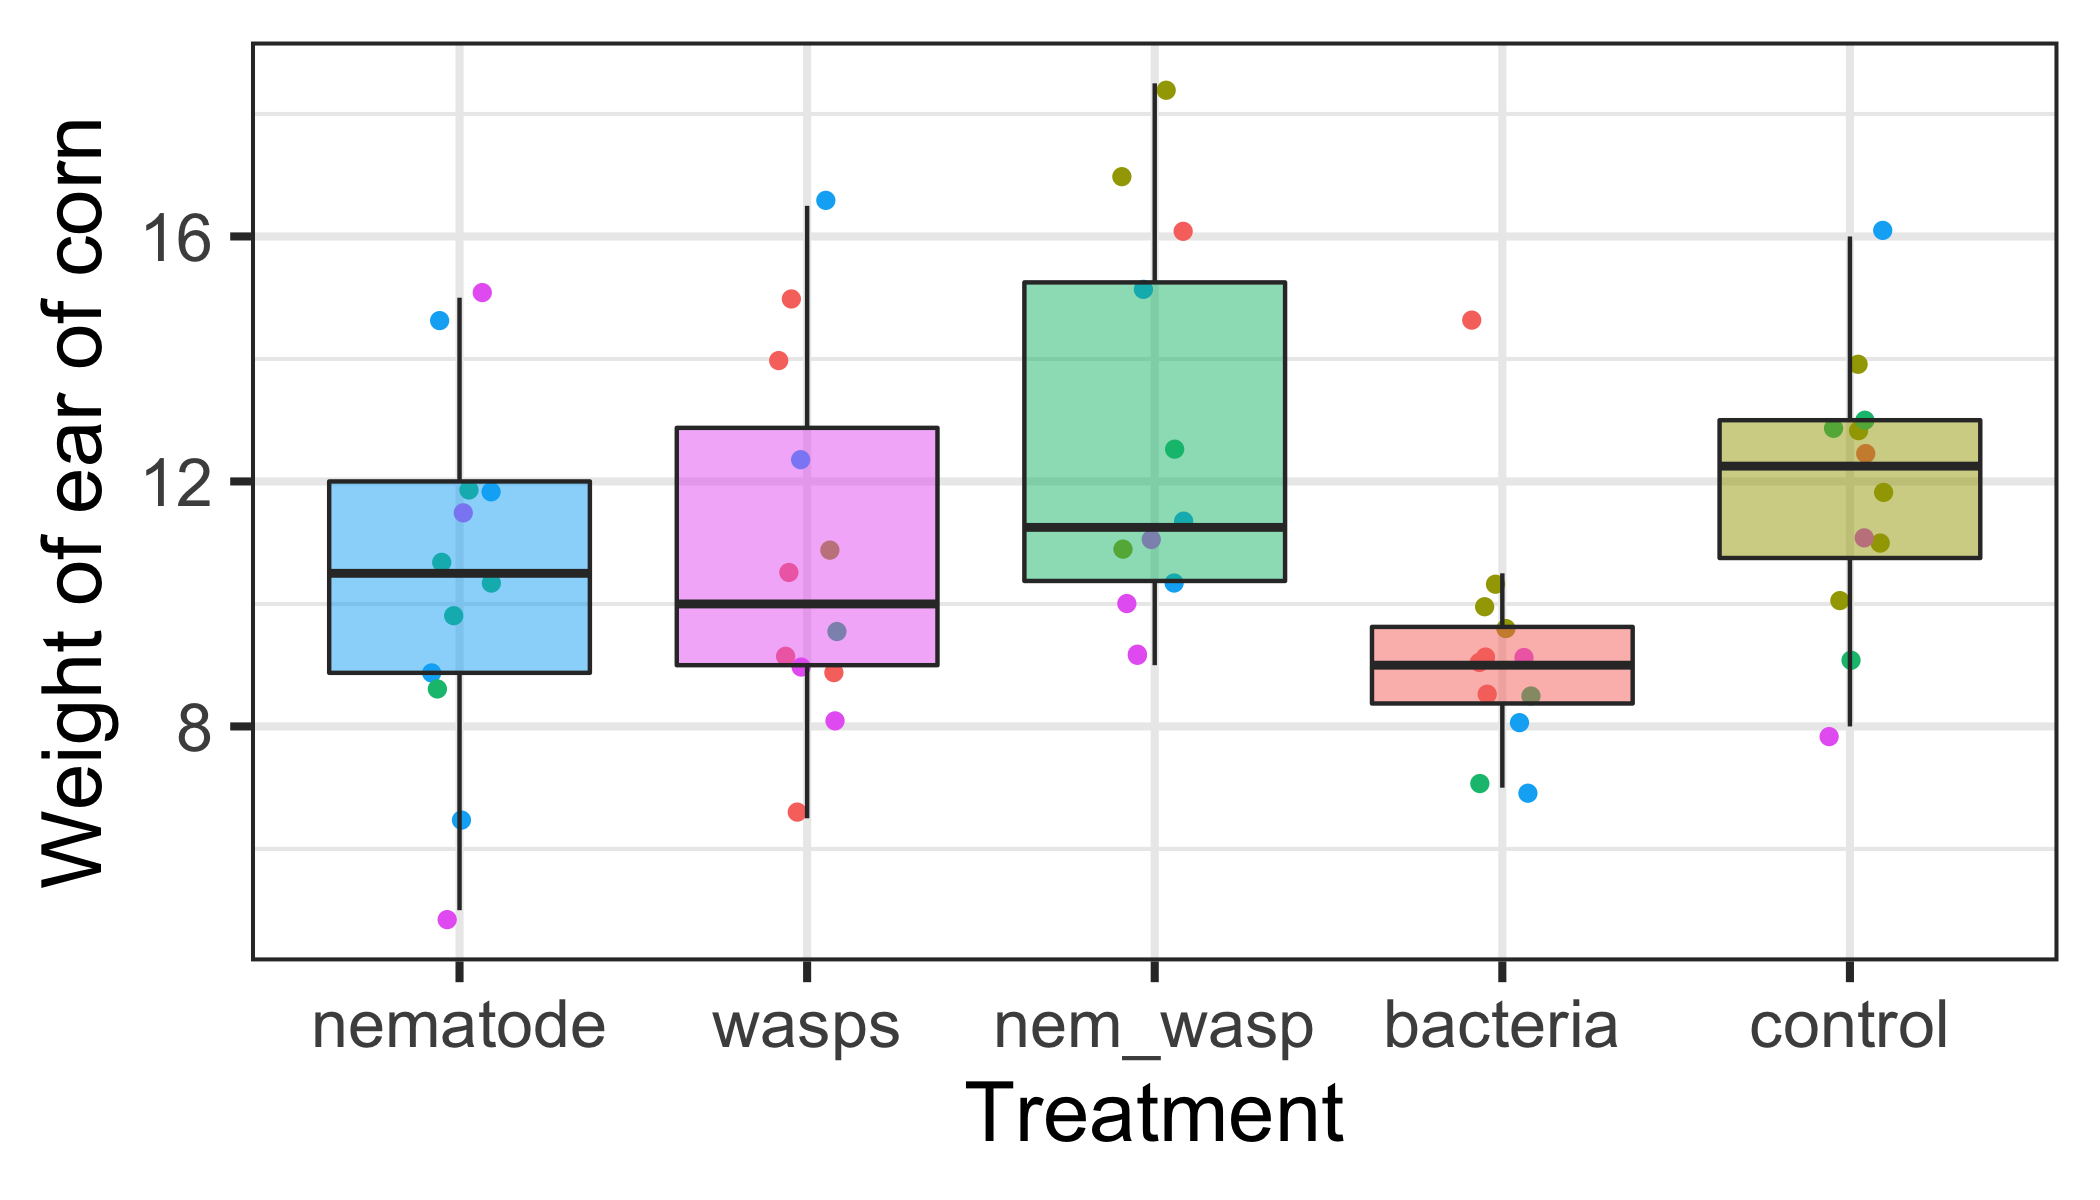 Weight of ear of corn
16
12
8
nematode wasps nem_wasp bacteria control
Treatment